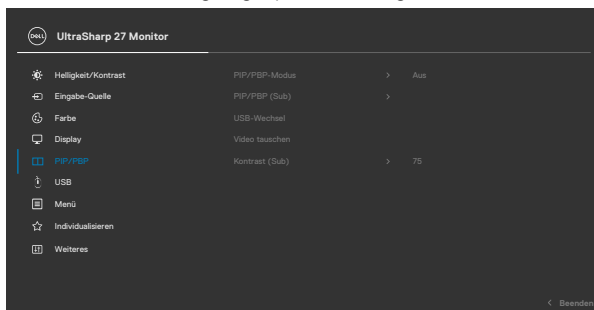 DELL UltraSharp 27 Monitor
Helligkeit/Kontrast PIP/PBP-Modus > Aus
Eingabe-Quelle PIP/PBP (Sub) >
Farbe USB-Wechsel
Display Video tauschen
PIP/PBP Kontrast (Sub) > 75
USB
Menü
Individualisieren
Weiteres
< Beenden